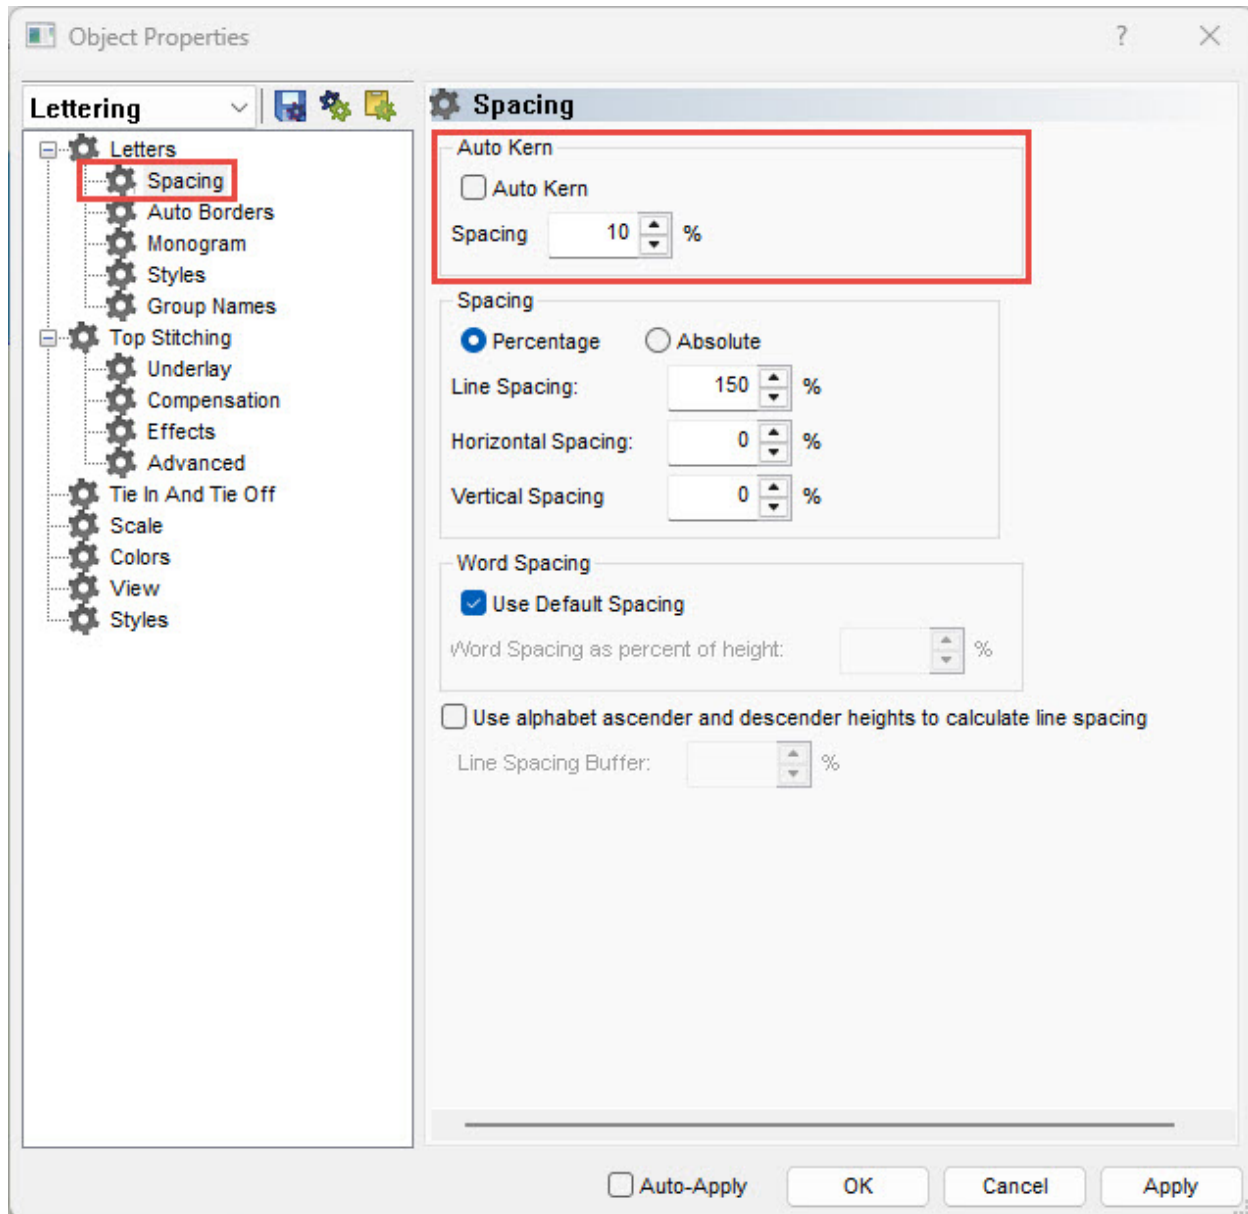 Object Properties
?
Lettering
Letters
Spacing
Auto Borders
Monogram
Styles
Group Names
Top Stitching
Underlay
Compensation
Effects
Advanced
Tie In And Tie Off
Scale
Colors
View
Styles
Spacing
Auto Kern
Auto Kern
Spacing 10 %
Spacing
Percentage Absolute
Line Spacing: 150 %
Horizontal Spacing: 0 %
Vertical Spacing 0 %
Word Spacing
Use Default Spacing
Word Spacing as percent of height: %
Use alphabet ascender and descender heights to calculate line spacing
Line Spacing Buffer: %
Auto-Apply OK Cancel Apply